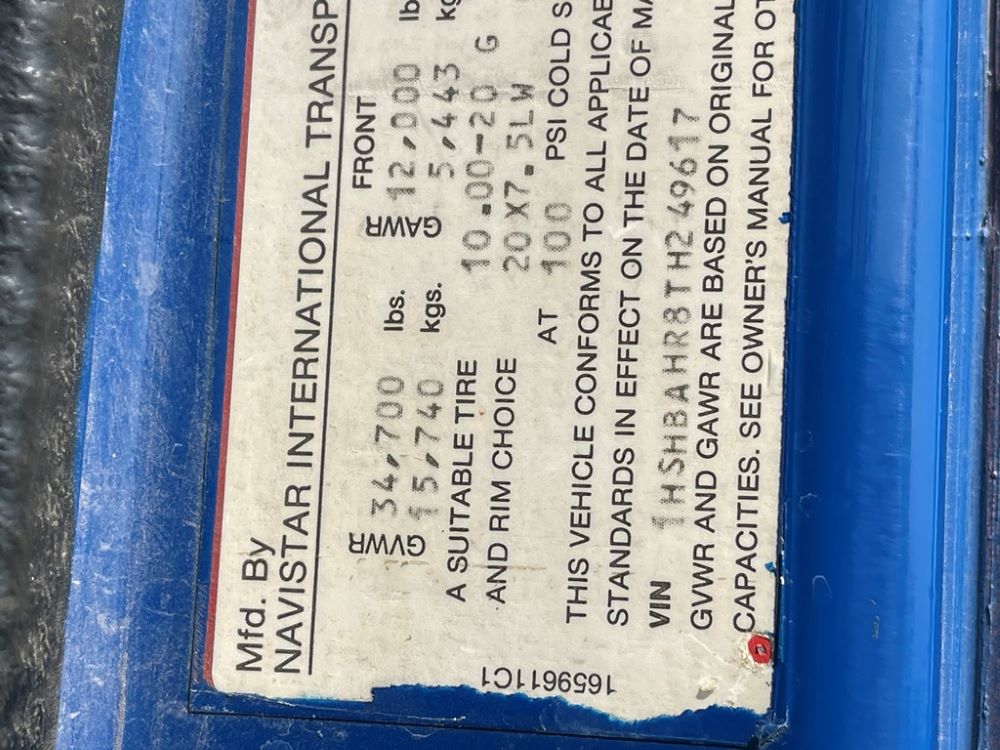 Mfd. By
NAVISTAR INTERNATIONAL TRANSP
FRONT
GVWR 34,700 lbs. GAWR 12,000 lb
15,740 kgs. 5,443 kg
A SUITABLE TIRE 10.00-20 G
AND RIM CHOICE 20X7.5LW
AT 100 PSI COLD S
THIS VEHICLE CONFORMS TO ALL APPLICAB
STANDARDS IN EFFECT ON THE DATE OF MA
VIN 1HSHBAHR8TH249617
GVWR AND GAWR ARE BASED ON ORIGINAL
CAPACITIES. SEE OWNER'S MANUAL FOR OT
1659611C1